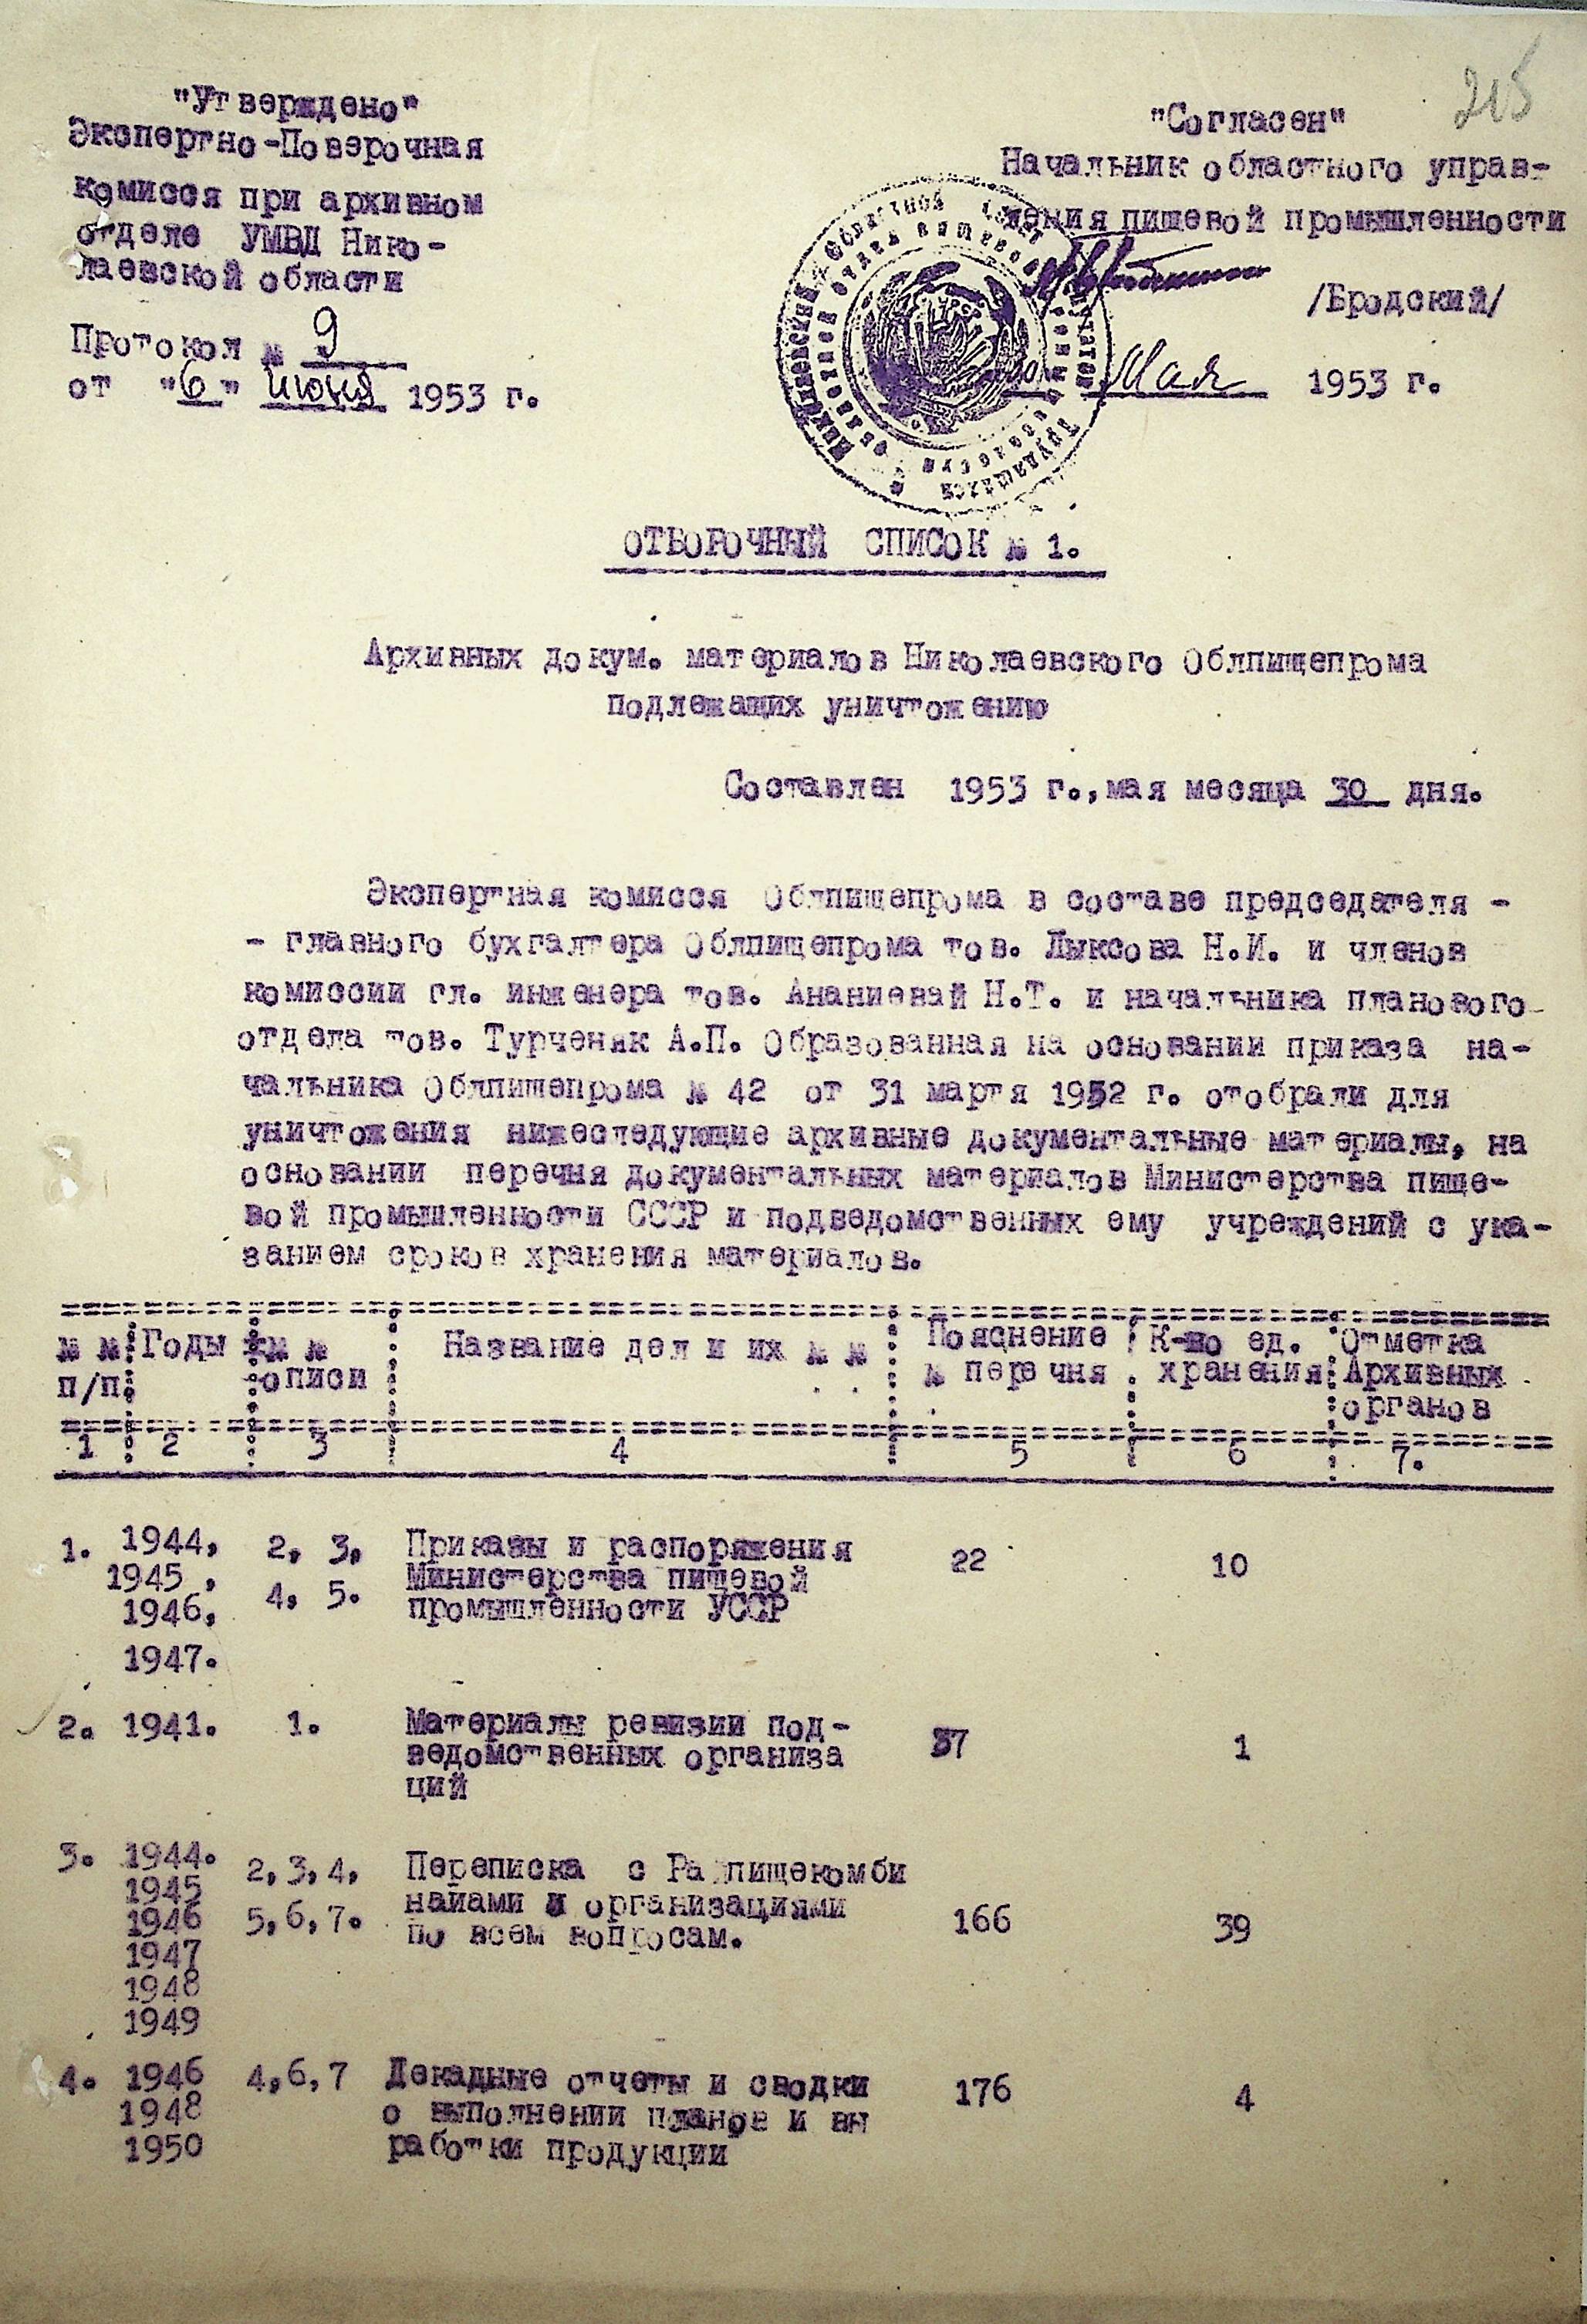 215
"Утверждено"
Экспертно-Поверочная
комисся при архивном
отделе УМВД Нико-
лаевской области
Протокол № 9
от "6" июня 1953 г.
"Согласен"
Начальник областного управ-
ления пищевой промышленности
/Бродский/
Мая 1953 г.
ОТБОРОЧНЫЙ СПИСОК № 1.
Архивных докум. материалов Николаевского Облпищепрома
подлежащих уничтожению
Составлен 1953 г., мая месяца 30 дня.
Экспертная комисся Облпищепрома в составе председателя -
- главного бухгалтера Облпищепрома тов. Лыксова Н.И. и членов
комиссии гл. инженера тов. Ананиевай Н.Т. и начальника планового
отдела тов. Турченяк А.П. Образованная на основании приказа на-
чальника Облпищепрома № 42 от 31 марта 1952 г. отобрали для
уничтожения нижеследующие архивные документальные материалы, на
основании перечня документальных материалов Министерства пище-
вой промышленности СССР и подведомственных ему учреждений с ука-
занием сроков хранения материалов.
№ № Годы № № Название дел и их № № Пояснение К-во ед. Отметка
п/п. описи № перечня хранения Архивных
органов
1 2 3 4 5 6 7.
1. 1944, 2, 3, Приказы и распоряжения 22 10
1945, 4, 5. Министерства пищевой
1946, промышленности УССР
1947.
2. 1941. 1. Материалы ревизии под- 37 1
ведомственных организа
ций
3. 1944. 2,3,4, Переписка с Райпищекомби
1945 найами и организациями
1946 5,6,7. по всем вопросам. 166 39
1947
1948
1949
4. 1946 4,6,7 Декадные отчеты и сводки 176 4
1948 о выполнении планов и вы
1950 работки продукции